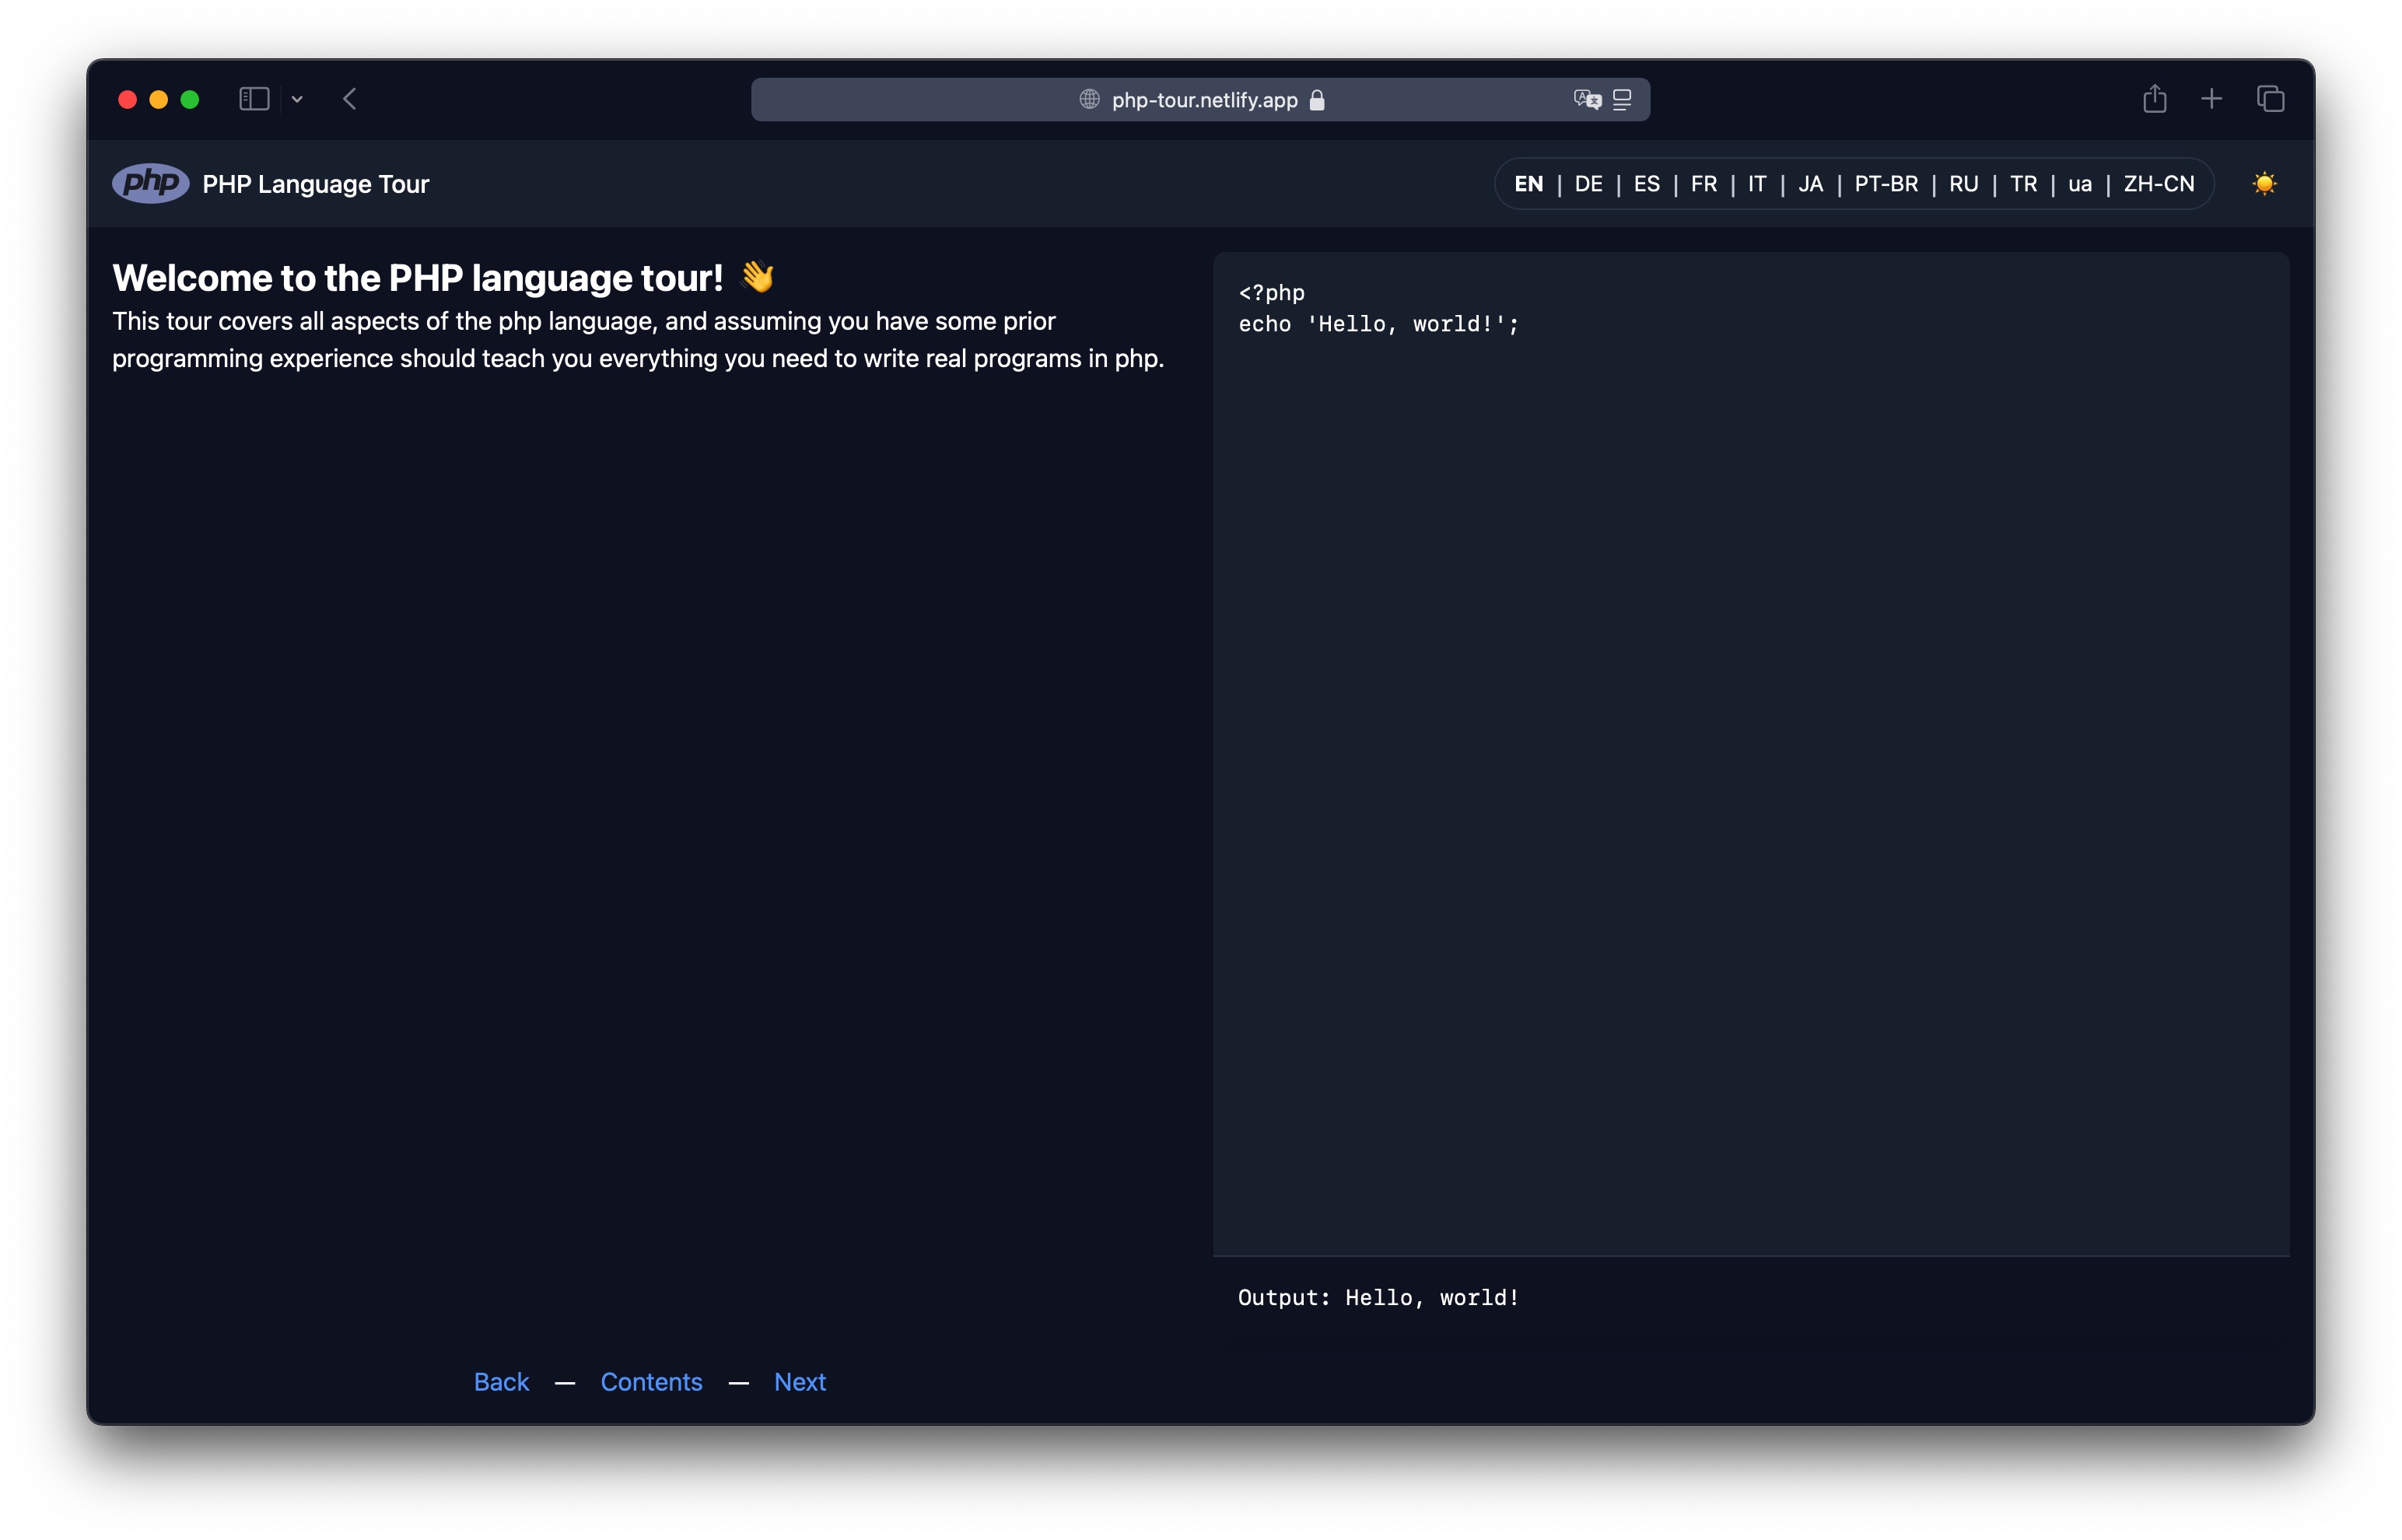 php-tour.netlify.app
php PHP Language Tour
EN | DE | ES | FR | IT | JA | PT-BR | RU | TR | ua | ZH-CN
Welcome to the PHP language tour! 👋
This tour covers all aspects of the php language, and assuming you have some prior
programming experience should teach you everything you need to write real programs in php.
<?php
echo 'Hello, world!';
Output: Hello, world!
Back — Contents — Next